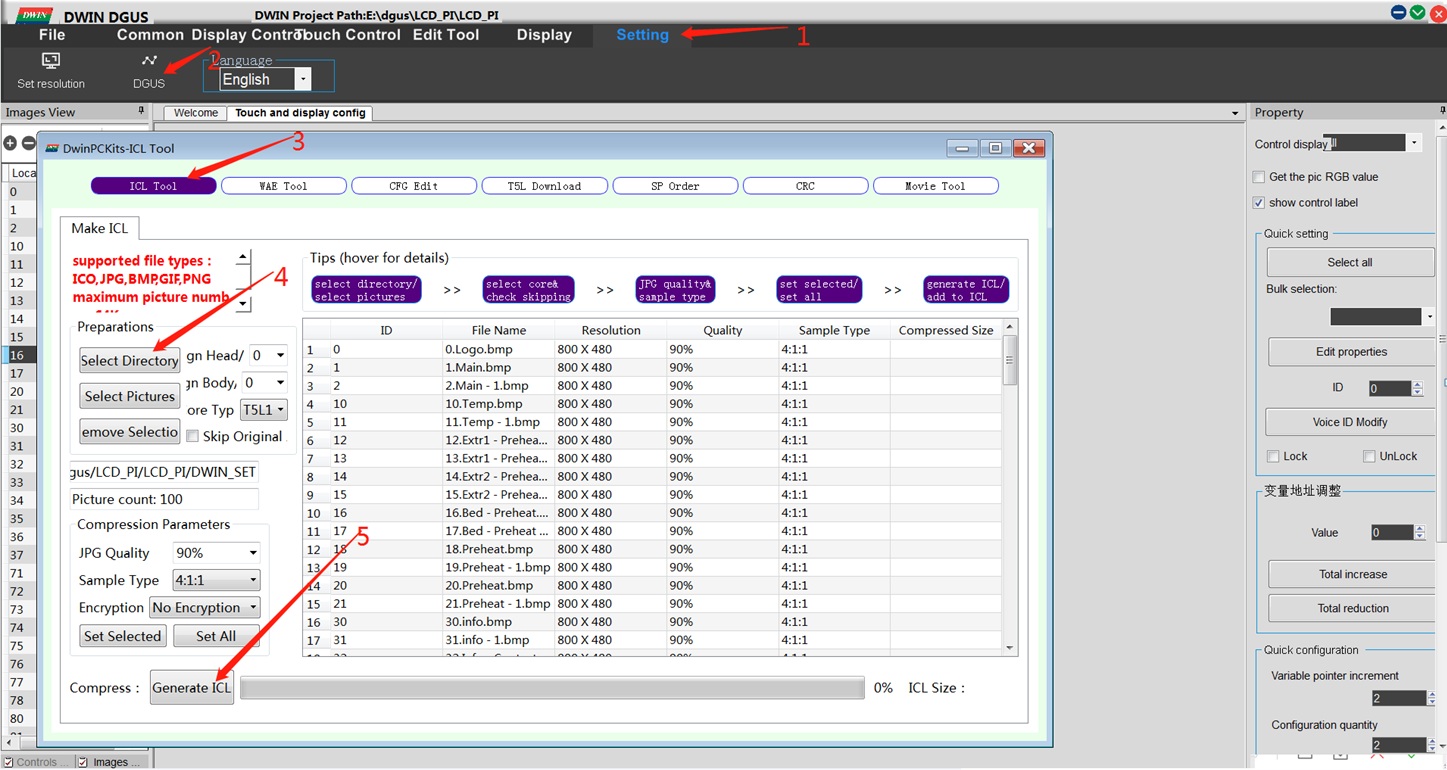 DWIN DWIN DGUS DWIN Project Path:E:\dgus\LCD_PI\LCD_PI
File Common Display Control Touch Control Edit Tool Display Setting 1
Set resolution DGUS 2 Language English
Images View Welcome Touch and display config Property
DwinPCKits-ICL Tool 3
ICL Tool WAE Tool CFG Edit T5L Download SP Order CRC Movie Tool
Make ICL
supported file types :
ICO,JPG,BMP,GIF,PNG
maximum picture numb
4
Tips (hover for details)
select directory/
select pictures
>>
select core&
check skipping
>>
JPG quality&
sample type
>>
set selected/
set all
>>
generate ICL/
add to ICL
Preparations
Select Directory gn Head/ 0
Select Pictures gn Body/ 0
ore Typ T5L1
emove Selectio Skip Original
gus/LCD_PI/LCD_PI/DWIN_SET
Picture count: 100
Compression Parameters
JPG Quality 90%
Sample Type 4:1:1
Encryption No Encryption
Set Selected Set All
5
Compress : Generate ICL 0% ICL Size :
ID File Name Resolution Quality Sample Type Compressed Size
1 0 0.Logo.bmp 800 X 480 90% 4:1:1
2 1 1.Main.bmp 800 X 480 90% 4:1:1
3 2 2.Main - 1.bmp 800 X 480 90% 4:1:1
4 10 10.Temp.bmp 800 X 480 90% 4:1:1
5 11 11.Temp - 1.bmp 800 X 480 90% 4:1:1
6 12 12.Extr1 - Prehea... 800 X 480 90% 4:1:1
7 13 13.Extr1 - Prehea... 800 X 480 90% 4:1:1
8 14 14.Extr2 - Prehea... 800 X 480 90% 4:1:1
9 15 15.Extr2 - Prehea... 800 X 480 90% 4:1:1
10 16 16.Bed - Preheat.... 800 X 480 90% 4:1:1
11 17 17.Bed - Preheat... 800 X 480 90% 4:1:1
12 18 18.Preheat.bmp 800 X 480 90% 4:1:1
13 19 19.Preheat - 1.bmp 800 X 480 90% 4:1:1
14 20 20.Preheat.bmp 800 X 480 90% 4:1:1
15 21 21.Preheat - 1.bmp 800 X 480 90% 4:1:1
16 30 30.info.bmp 800 X 480 90% 4:1:1
17 31 31.info - 1.bmp 800 X 480 90% 4:1:1
Loca
0
1
2
10
11
12
13
14
15
16
17
20
21
30
31
32
33
34
35
36
37
71
72
73
74
75
76
77
78
80
Controls ... Images ...
Control display
Get the pic RGB value
show control label
Quick setting
Select all
Bulk selection:
Edit properties
ID 0
Voice ID Modify
Lock UnLock
变量地址调整
Value 0
Total increase
Total reduction
Quick configuration
Variable pointer increment
2
Configuration quantity
2